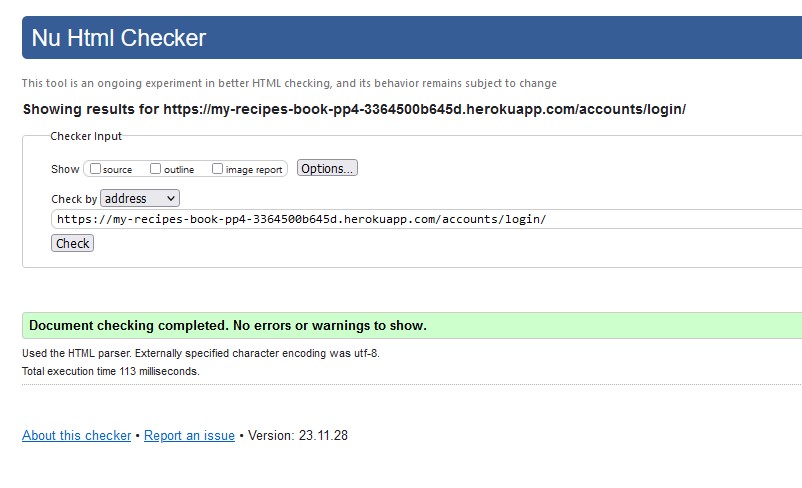 Nu Html Checker
This tool is an ongoing experiment in better HTML checking, and its behavior remains subject to change
Showing results for https://my-recipes-book-pp4-3364500b645d.herokuapp.com/accounts/login/
Checker Input
Show source outline image report Options...
Check by address
https://my-recipes-book-pp4-3364500b645d.herokuapp.com/accounts/login/
Check
Document checking completed. No errors or warnings to show.
Used the HTML parser. Externally specified character encoding was utf-8.
Total execution time 113 milliseconds.
About this checker • Report an issue • Version: 23.11.28